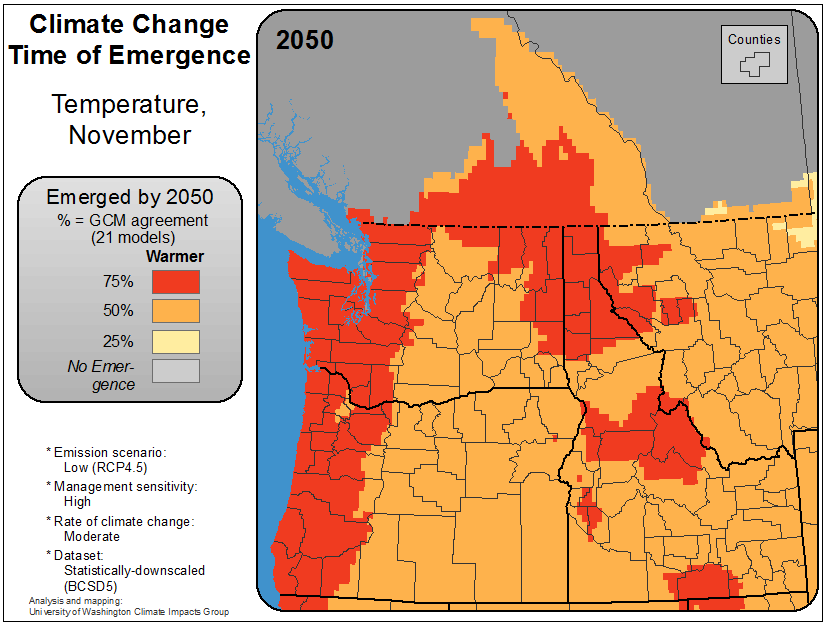 Climate Change
Time of Emergence
Temperature,
November
Emerged by 2050
% = GCM agreement
(21 models)
Warmer
75%
50%
25%
No Emer-
gence
* Emission scenario:
Low (RCP4.5)
* Management sensitivity:
High
* Rate of climate change:
Moderate
* Dataset:
Statistically-downscaled
(BCSD5)
Analysis and mapping:
University of Washington Climate Impacts Group
2050
Counties